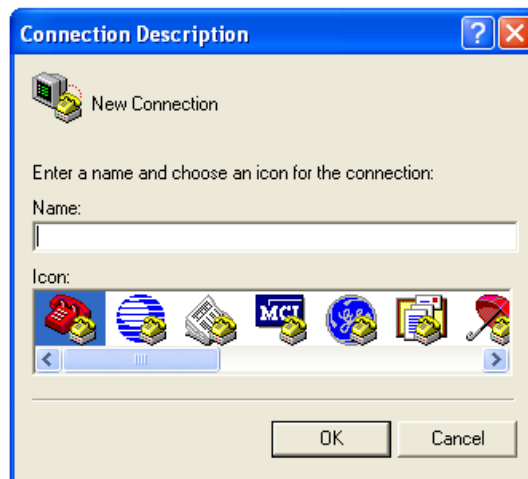 Connection Description
New Connection
Enter a name and choose an icon for the connection:
Name:
Icon:
MCI
OK Cancel